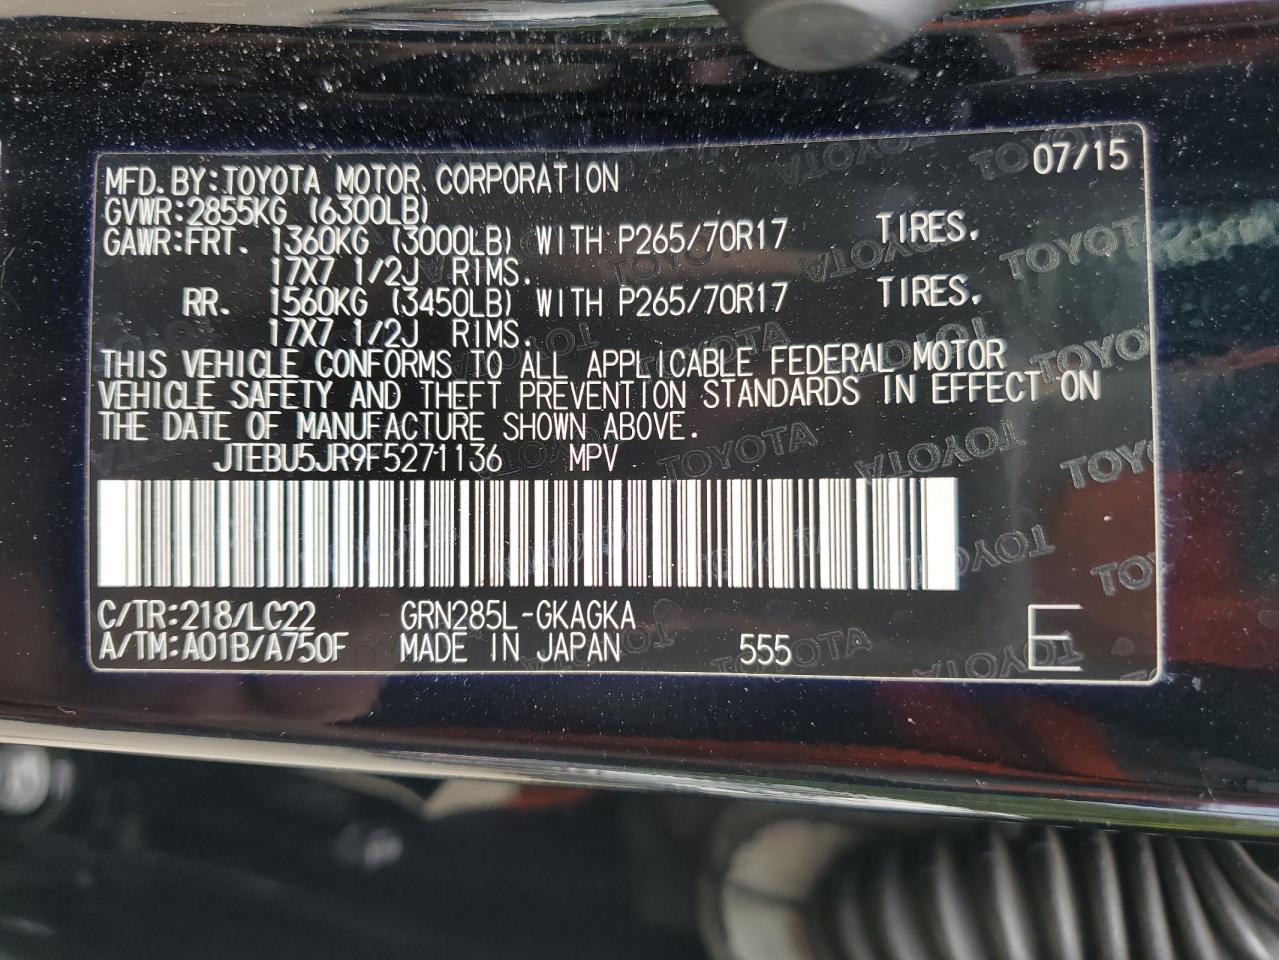 07/15
MFD.BY:TOYOTA MOTOR CORPORATION
GVWR:2855KG (6300LB)
GAWR:FRT. 1360KG (3000LB) WITH P265/70R17 TIRES.
17X7 1/2J RIMS.
RR. 1560KG (3450LB) WITH P265/70R17 TIRES.
17X7 1/2J RIMS.
THIS VEHICLE CONFORMS TO ALL APPLICABLE FEDERAL MOTOR
VEHICLE SAFETY AND THEFT PREVENTION STANDARDS IN EFFECT ON
THE DATE OF MANUFACTURE SHOWN ABOVE.
JTEBU5JR9F5271136 MPV
C/TR:218/LC22 GRN285L-GKAGKA
A/TM:A01B/A750F MADE IN JAPAN 555 E